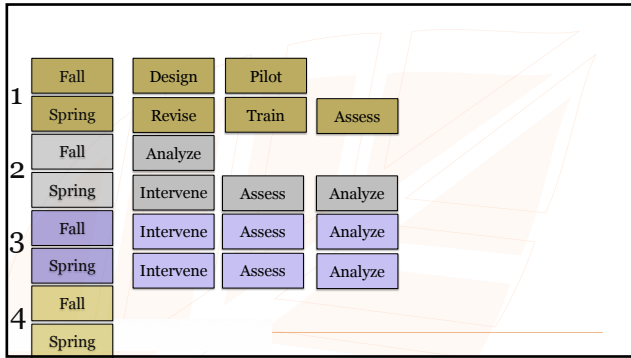 1
Fall Design Pilot
Spring Revise Train Assess
2
Fall Analyze
Spring Intervene Assess Analyze
3
Fall Intervene Assess Analyze
Spring Intervene Assess Analyze
4
Fall
Spring